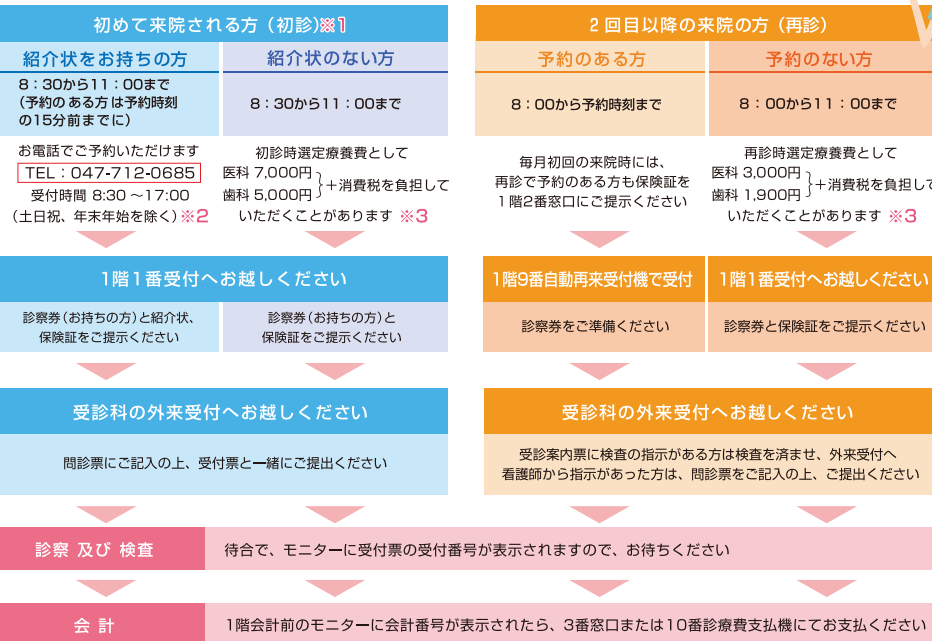 初めて来院される方（初診)※1
紹介状をお持ちの方
8：30から11：00まで
（予約のある方は予約時刻
の15分前までに）
お電話でご予約いただけます
TEL：047-712-0685
受付時間 8:30 ～17:00
（土日祝、年末年始を除く）※2
紹介状のない方
8：30から11：00まで
初診時選定療養費として
医科 7,000円
歯科 5,000円
}＋消費税を負担して
いただくことがあります ※3
1階1番受付へお越しください
診察券（お持ちの方）と紹介状、
保険証をご提示ください
診察券（お持ちの方）と
保険証をご提示ください
受診科の外来受付へお越しください
問診票にご記入の上、受付票と一緒にご提出ください
2回目以降の来院の方（再診）
予約のある方
8：00から予約時刻まで
毎月初回の来院時には、
再診で予約のある方も保険証を
1階2番窓口にご提示ください
予約のない方
8：00から11：00まで
再診時選定療養費として
医科 3,000円
歯科 1,900円
}＋消費税を負担して
いただくことがあります ※3
1階9番自動再来受付機で受付
診察券をご準備ください
1階1番受付へお越しください
診察券と保険証をご提示ください
受診科の外来受付へお越しください
受診案内票に検査の指示がある方は検査を済ませ、外来受付へ
看護師から指示があった方は、問診票をご記入の上、ご提出ください
診察 及び 検査
待合で、モニターに受付票の受付番号が表示されますので、お待ちください
会 計
1階会計前のモニターに会計番号が表示されたら、3番窓口または10番診療費支払機にてお支払ください